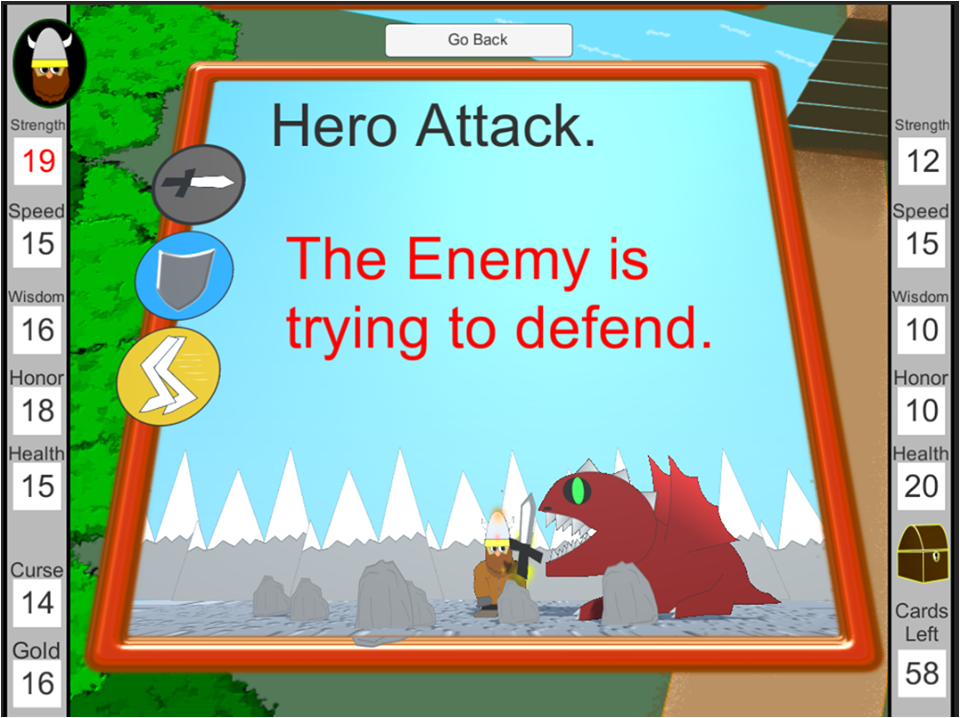 Go Back
Hero Attack.
The Enemy is
trying to defend.
Strength
19
Speed
15
Wisdom
16
Honor
18
Health
15
Curse
14
Gold
16
Strength
12
Speed
15
Wisdom
10
Honor
10
Health
20
Cards
Left
58